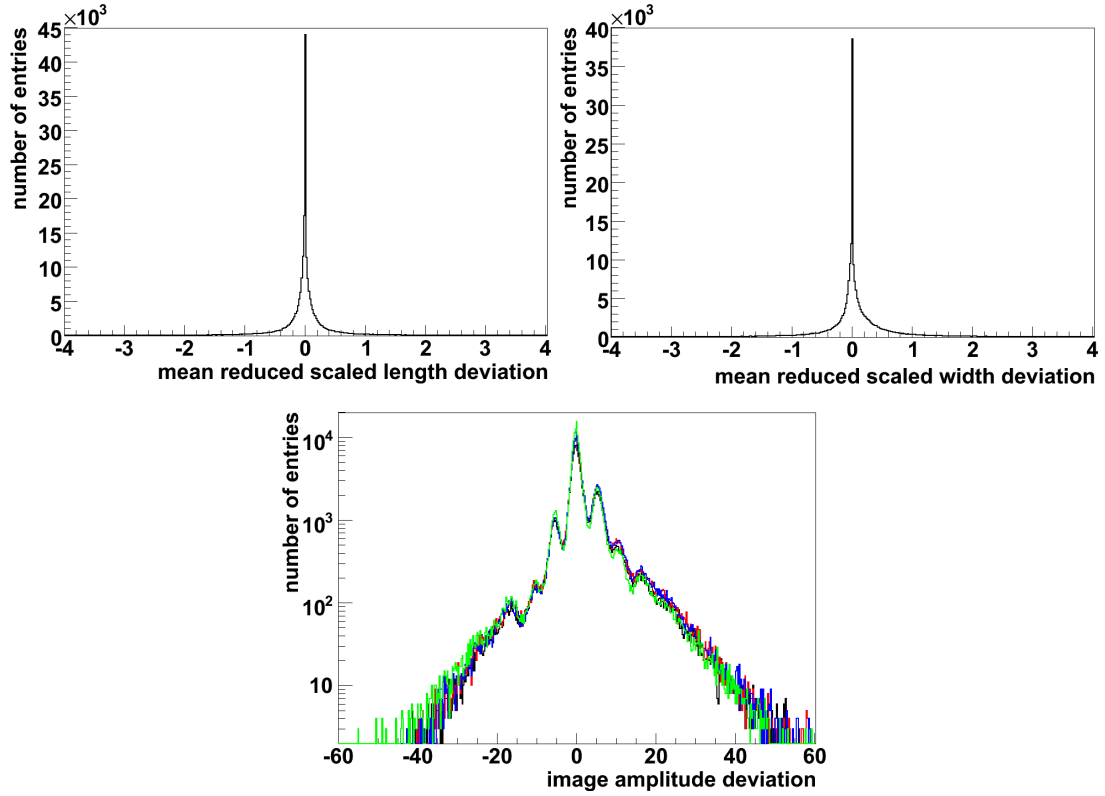 ×10³
45
40
35
30
25
20
15
10
5
0
number of entries
-4 -3 -2 -1 0 1 2 3 4
mean reduced scaled length deviation
×10³
40
35
30
25
20
15
10
5
0
number of entries
-4 -3 -2 -1 0 1 2 3 4
mean reduced scaled width deviation
10⁴
10³
10²
10
number of entries
-60 -40 -20 0 20 40 60
image amplitude deviation